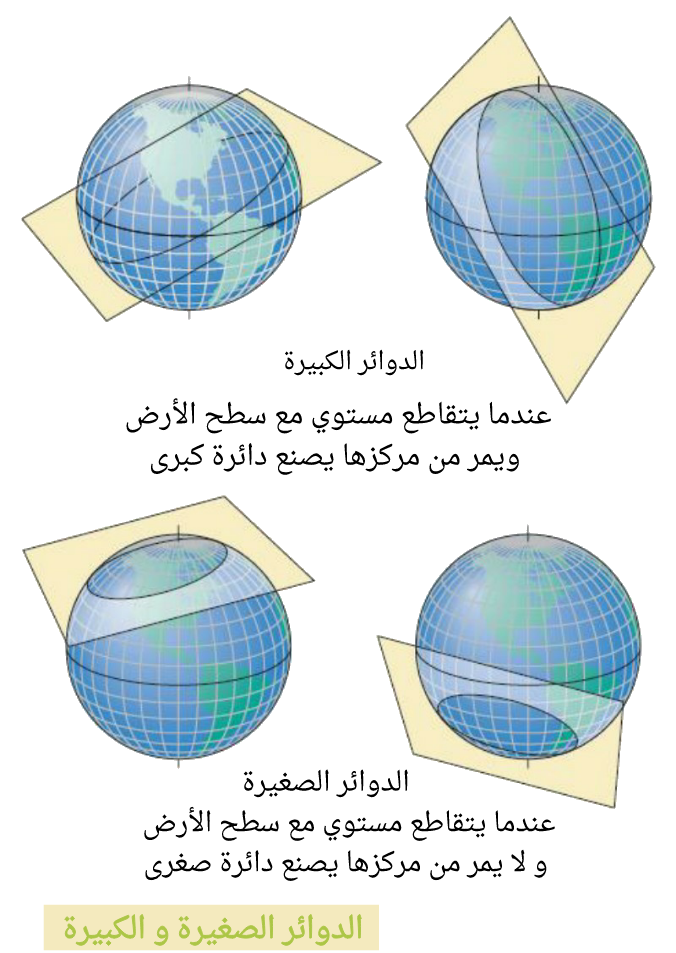 الدوائر الكبيرة
عندما يتقاطع مستوي مع سطح الأرض
ويمر من مركزها يصنع دائرة كبرى
الدوائر الصغيرة
عندما يتقاطع مستوي مع سطح الأرض
و لا يمر من مركزها يصنع دائرة صغرى
الدوائر الصغيرة و الكبيرة